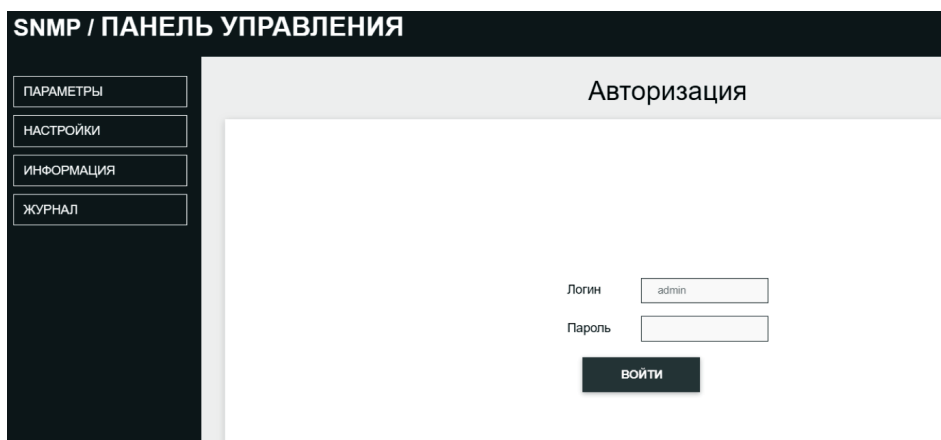 SNMP / ПАНЕЛЬ УПРАВЛЕНИЯ
ПАРАМЕТРЫ
НАСТРОЙКИ
ИНФОРМАЦИЯ
ЖУРНАЛ
Авторизация
Логин admin
Пароль
ВОЙТИ